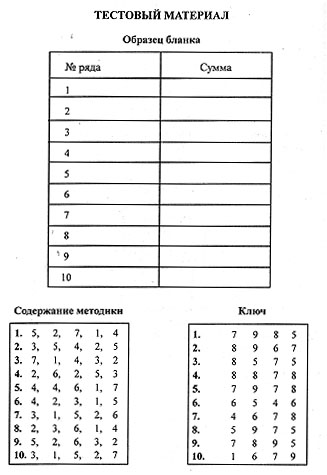 ТЕСТОВЫЙ МАТЕРИАЛ
Образец бланка
№ ряда Сумма
1
2
3
4
5
6
7
8
9
10
Содержание методики
1. 5, 2, 7, 1, 4
2. 3, 5, 4, 2, 5
3. 7, 1, 4, 3, 2
4. 2, 6, 2, 5, 3
5. 4, 4, 6, 1, 7
6. 4, 2, 3, 1, 5
7. 3, 1, 5, 2, 6
8. 2, 3, 6, 1, 4
9. 5, 2, 6, 3, 2
10. 3, 1, 5, 2, 7
Ключ
1. 7 9 8 5
2. 8 9 6 7
3. 8 5 7 5
4. 8 8 7 8
5. 7 9 7 8
6. 6 5 4 6
7. 4 6 7 8
8. 5 9 7 5
9. 7 8 9 5
10. 1 6 7 9